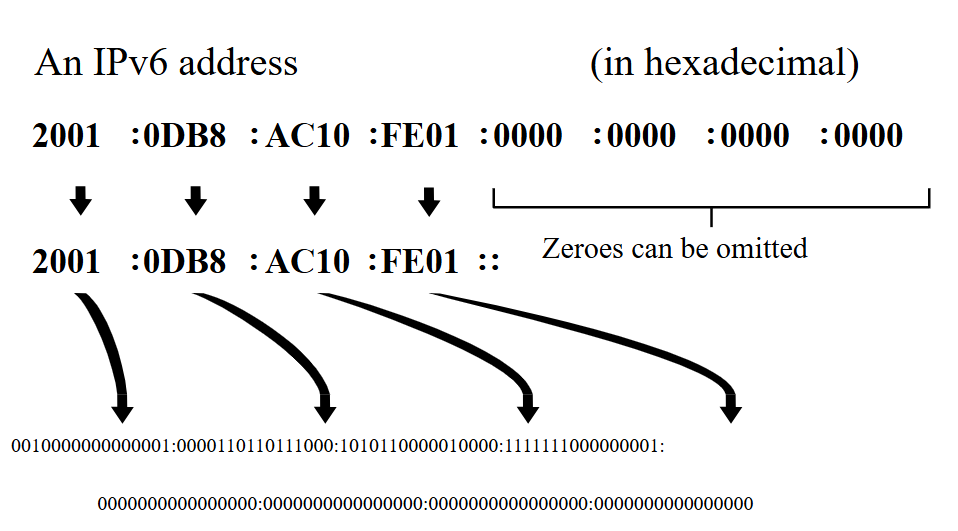 An IPv6 address (in hexadecimal)
2001 :0DB8 :AC10 :FE01 :0000 :0000 :0000 :0000
Zeroes can be omitted
2001 :0DB8 :AC10 :FE01 ::
0010000000000001:0000110110111000:1010110000010000:1111111000000001:
0000000000000000:0000000000000000:0000000000000000:0000000000000000